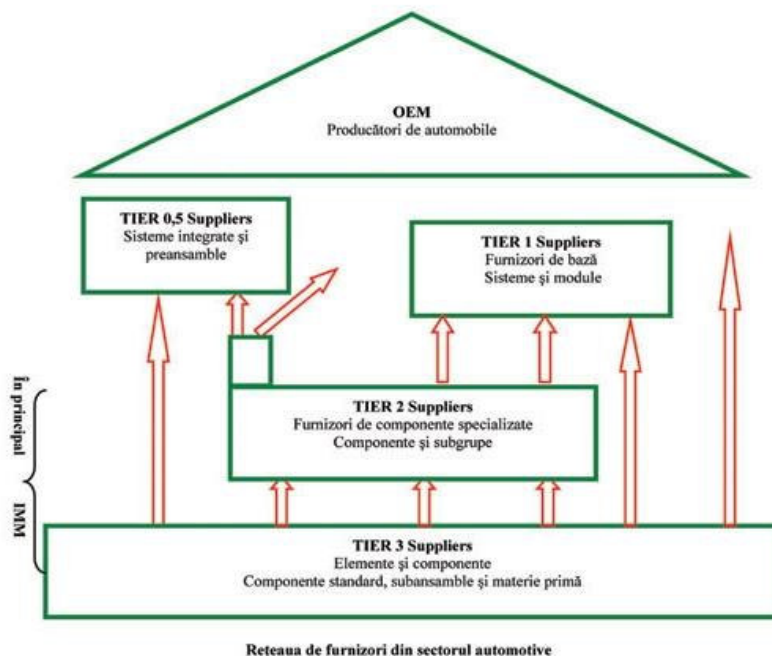 OEM
Producători de automobile
TIER 0,5 Suppliers
Sisteme integrate şi
preansamble
TIER 1 Suppliers
Furnizori de bază
Sisteme şi module
TIER 2 Suppliers
Furnizori de componente specializate
Componente şi subgrupe
În principal
IMM
TIER 3 Suppliers
Elemente şi componente
Componente standard, subansamble şi materie primă
Reteaua de furnizori din sectorul automotive